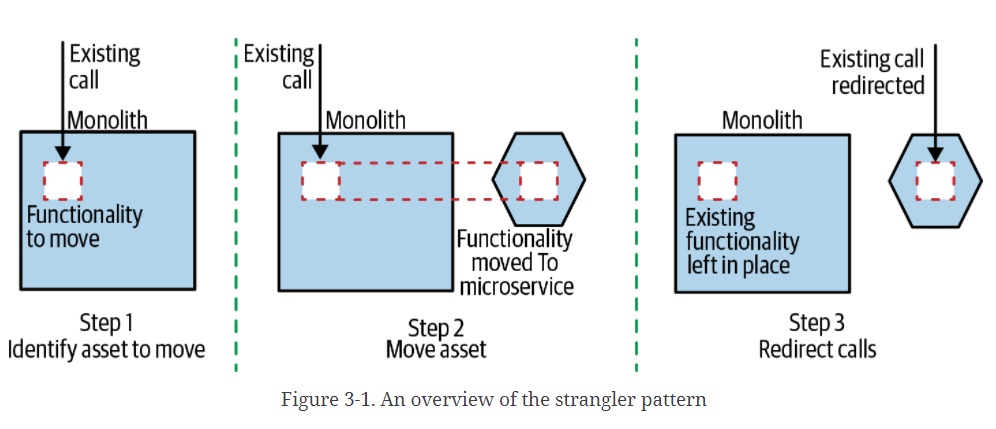 Existing
call
Monolith
Functionality
to move
Step 1
Identify asset to move
Existing
call
Monolith
Functionality
moved To
microservice
Step 2
Move asset
Existing call
redirected
Monolith
Existing
functionality
left in place
Step 3
Redirect calls
Figure 3-1. An overview of the strangler pattern